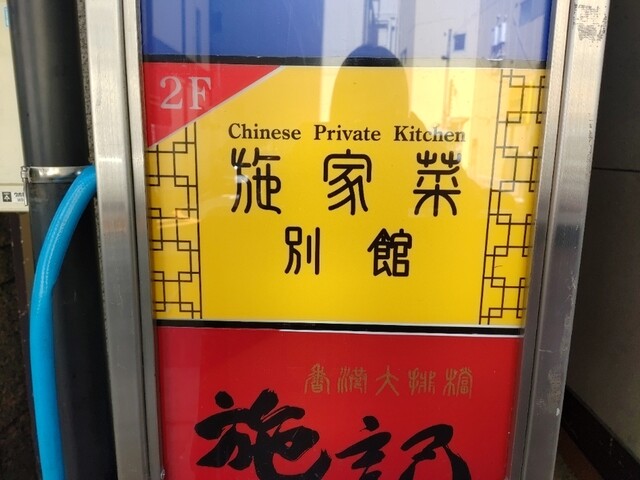 2F
Chinese Private Kitchen
施家菜
別館
香港大排檔
施記